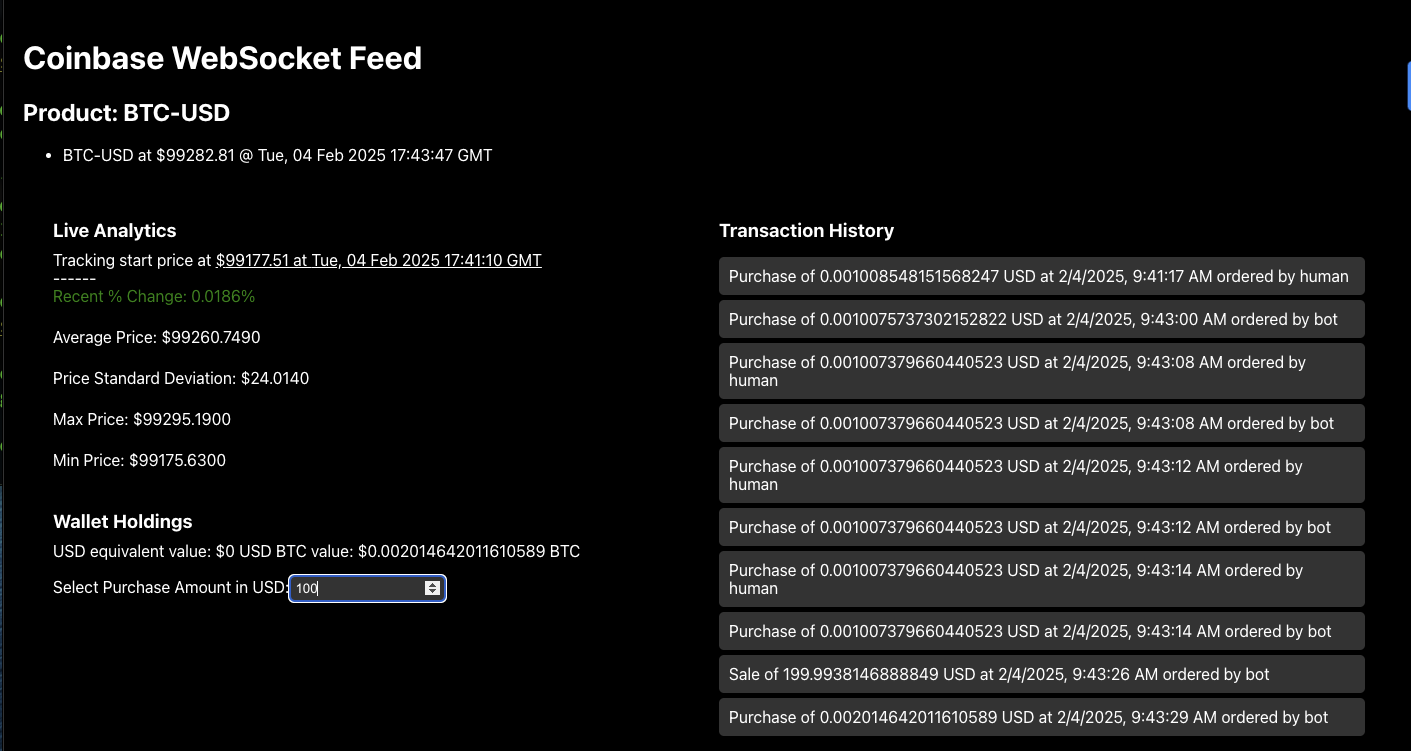 Coinbase WebSocket Feed
Product: BTC-USD
• BTC-USD at $99282.81 @ Tue, 04 Feb 2025 17:43:47 GMT
Live Analytics
Tracking start price at $99177.51 at Tue, 04 Feb 2025 17:41:10 GMT
------
Recent % Change: 0.0186%
Average Price: $99260.7490
Price Standard Deviation: $24.0140
Max Price: $99295.1900
Min Price: $99175.6300
Wallet Holdings
USD equivalent value: $0 USD BTC value: $0.002014642011610589 BTC
Select Purchase Amount in USD: 100
Transaction History
Purchase of 0.001008548151568247 USD at 2/4/2025, 9:41:17 AM ordered by human
Purchase of 0.0010075737302152822 USD at 2/4/2025, 9:43:00 AM ordered by bot
Purchase of 0.001007379660440523 USD at 2/4/2025, 9:43:08 AM ordered by
human
Purchase of 0.001007379660440523 USD at 2/4/2025, 9:43:08 AM ordered by bot
Purchase of 0.001007379660440523 USD at 2/4/2025, 9:43:12 AM ordered by
human
Purchase of 0.001007379660440523 USD at 2/4/2025, 9:43:12 AM ordered by bot
Purchase of 0.001007379660440523 USD at 2/4/2025, 9:43:14 AM ordered by
human
Purchase of 0.001007379660440523 USD at 2/4/2025, 9:43:14 AM ordered by bot
Sale of 199.9938146888849 USD at 2/4/2025, 9:43:26 AM ordered by bot
Purchase of 0.002014642011610589 USD at 2/4/2025, 9:43:29 AM ordered by bot